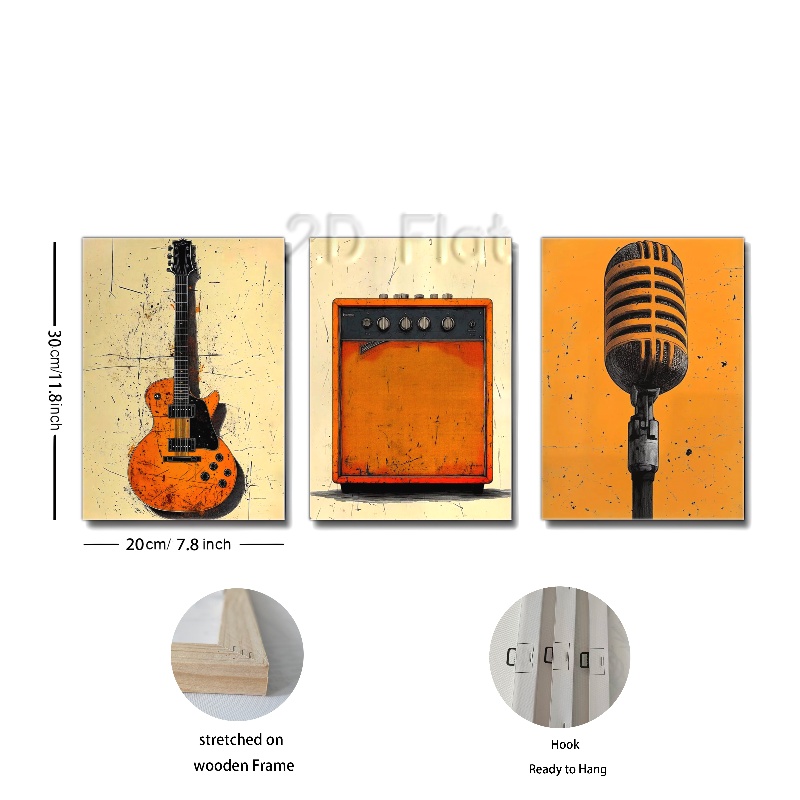 2D Flat
30cm/11.8inch
20cm/ 7.8 inch
stretched on
wooden Frame
Hook
Ready to Hang